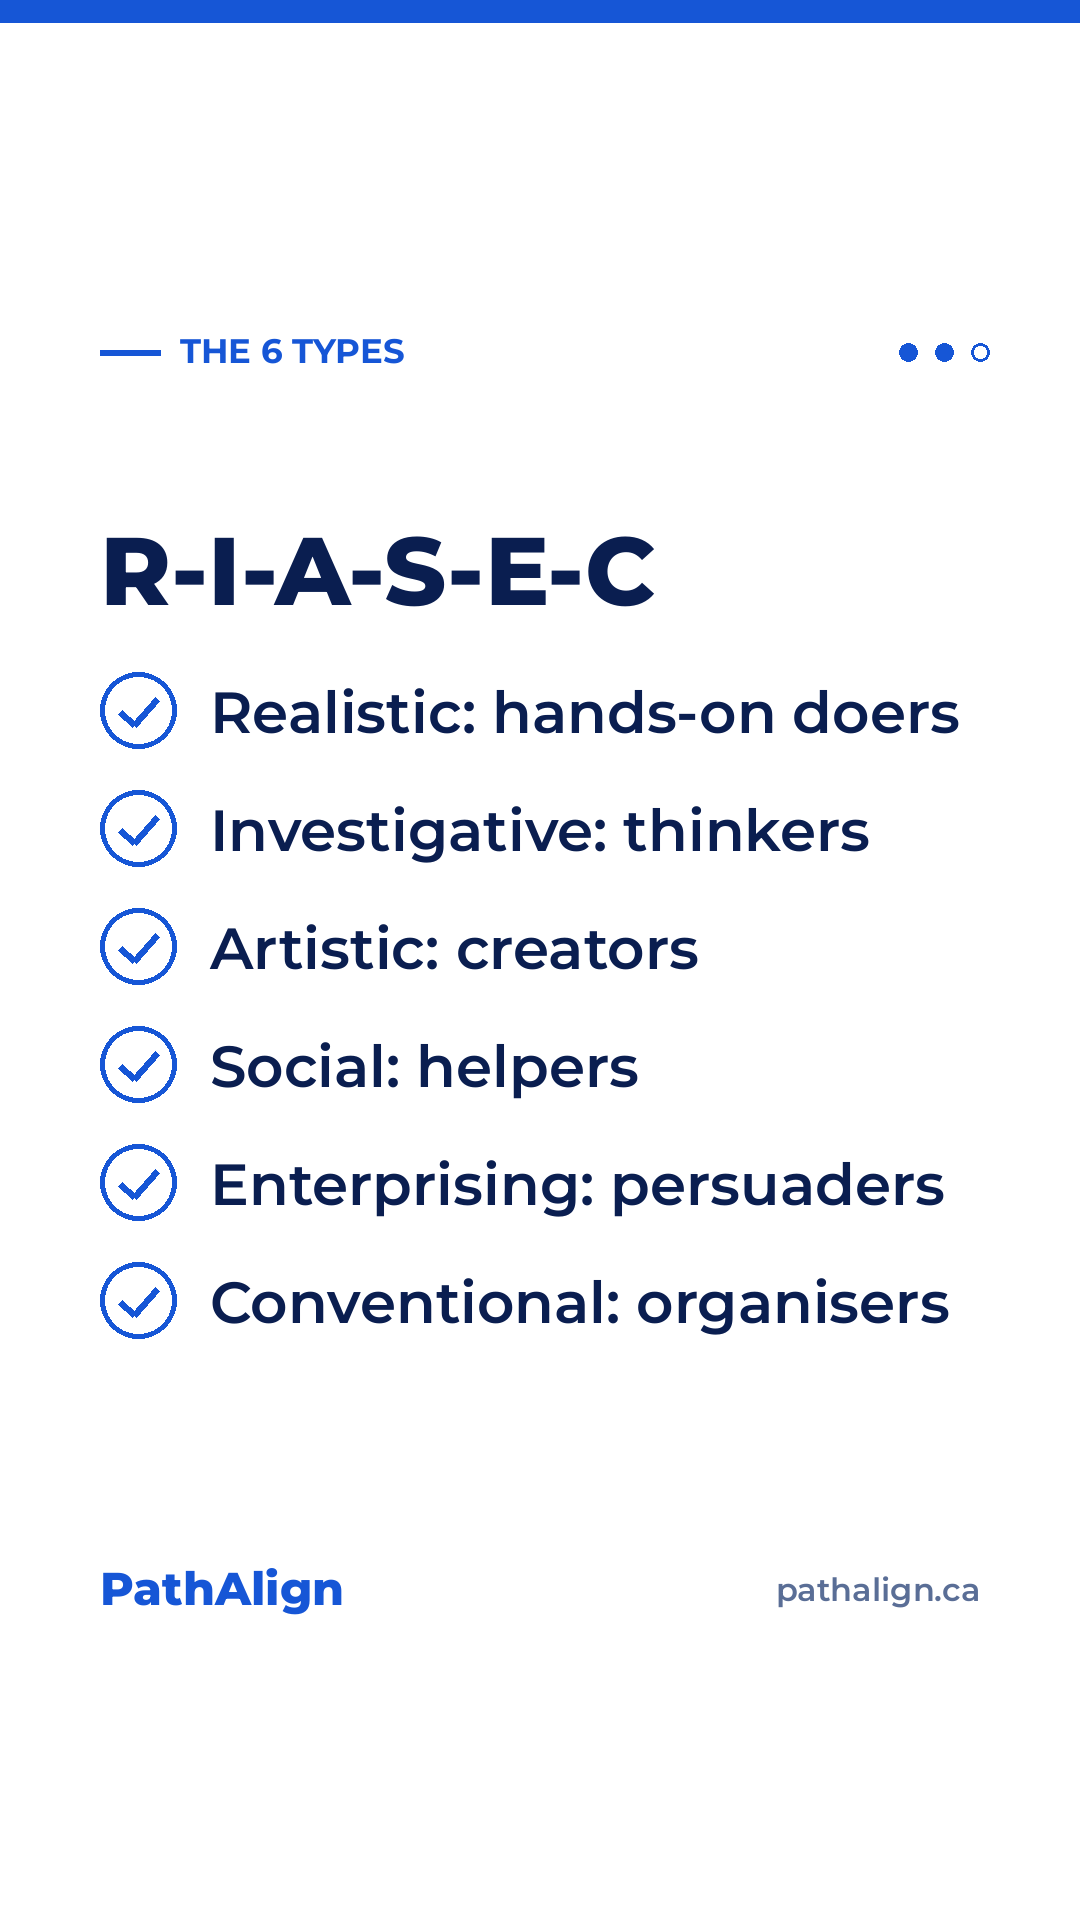 THE 6 TYPES
R-I-A-S-E-C
Realistic: hands-on doers
Investigative: thinkers
Artistic: creators
Social: helpers
Enterprising: persuaders
Conventional: organisers
PathAlign
pathalign.ca